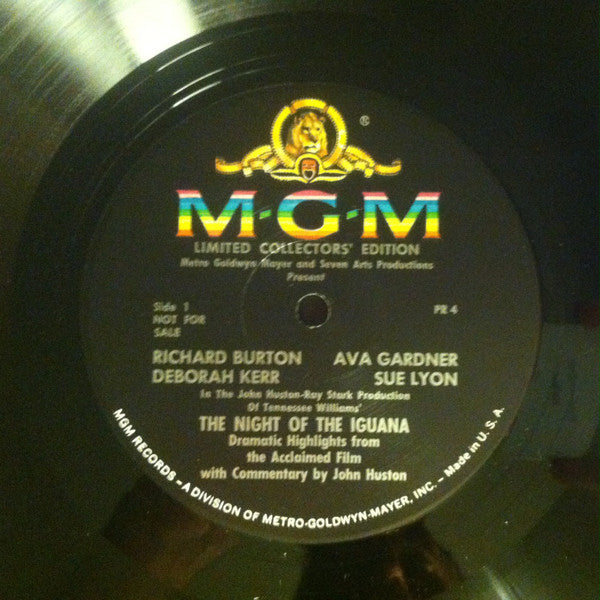 ®
M-G-M
LIMITED COLLECTORS' EDITION
Metro Goldwyn Mayer and Seven Arts Productions
Present
Side 1
NOT FOR
SALE
PR 4
RICHARD BURTON AVA GARDNER
DEBORAH KERR SUE LYON
In The John Huston-Ray Stark Production
Of Tennessee Williams'
THE NIGHT OF THE IGUANA
Dramatic Highlights from
the Acclaimed Film
with Commentary by John Huston
MGM RECORDS – A DIVISION OF METRO-GOLDWYN-MAYER, INC. – Made in U.S.A.